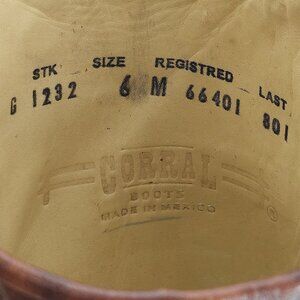 STK SIZE REGISTRED LAST
G 1232 6 M 66401 801
CORRAL
BOOTS
MADE IN MEXICO
®